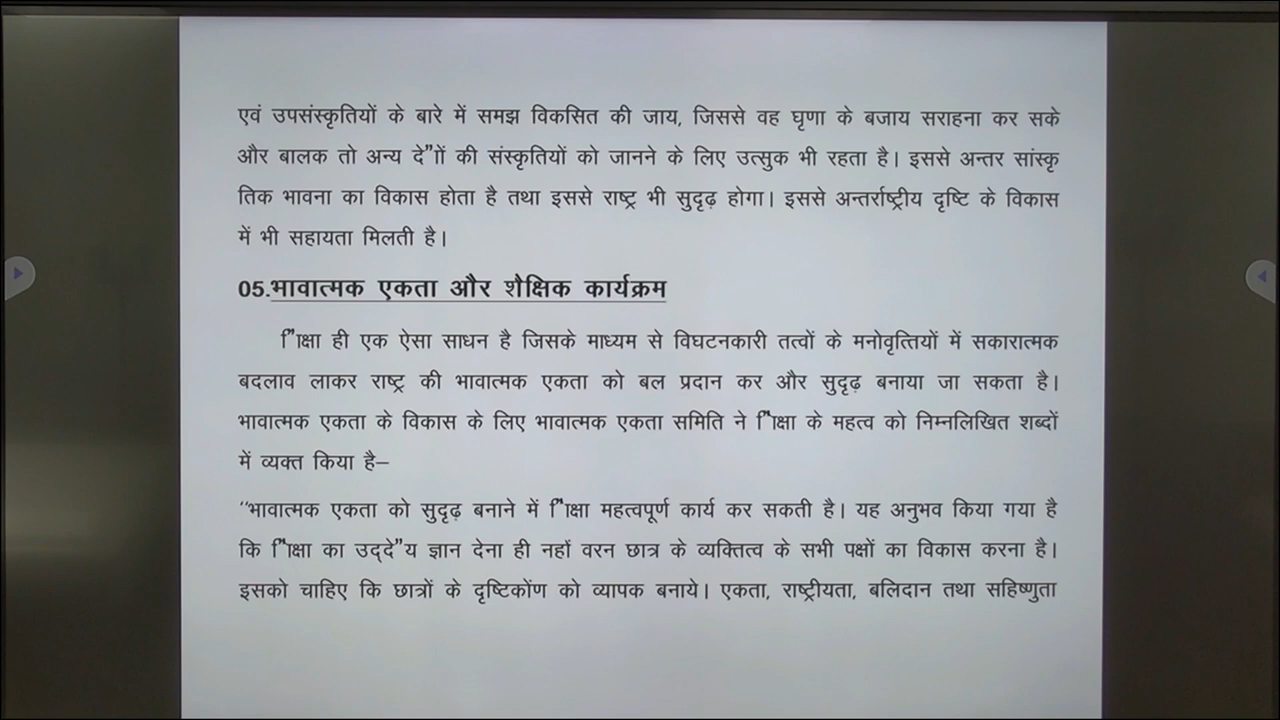 एवं उपसंस्कृतियों के बारे में समझ विकसित की जाय, जिससे वह घृणा के बजाय सराहना कर सके
और बालक तो अन्य दे”ाों की संस्कृतियों को जानने के लिए उत्सुक भी रहता है। इससे अन्तर सांस्कृ
तिक भावना का विकास होता है तथा इससे राष्ट्र भी सुदृढ़ होगा। इससे अन्तर्राष्ट्रीय दृष्टि के विकास
में भी सहायता मिलती है।
05.भावात्मक एकता और शैक्षिक कार्यक्रम
ि”ाक्षा ही एक ऐसा साधन है जिसके माध्यम से विघटनकारी तत्वों के मनोवृत्तियों में सकारात्मक
बदलाव लाकर राष्ट्र की भावात्मक एकता को बल प्रदान कर और सुदृढ़ बनाया जा सकता है।
भावात्मक एकता के विकास के लिए भावात्मक एकता समिति ने ि”ाक्षा के महत्व को निम्नलिखित शब्दों
में व्यक्त किया है–
‘‘भावात्मक एकता को सुदृढ़ बनाने में ि”ाक्षा महत्वपूर्ण कार्य कर सकती है। यह अनुभव किया गया है
कि ि”ाक्षा का उद्दे”य ज्ञान देना ही नहों वरन छात्र के व्यक्तित्व के सभी पक्षों का विकास करना है।
इसको चाहिए कि छात्रों के दृष्टिकोंण को व्यापक बनाये। एकता, राष्ट्रीयता, बलिदान तथा सहिष्णुता